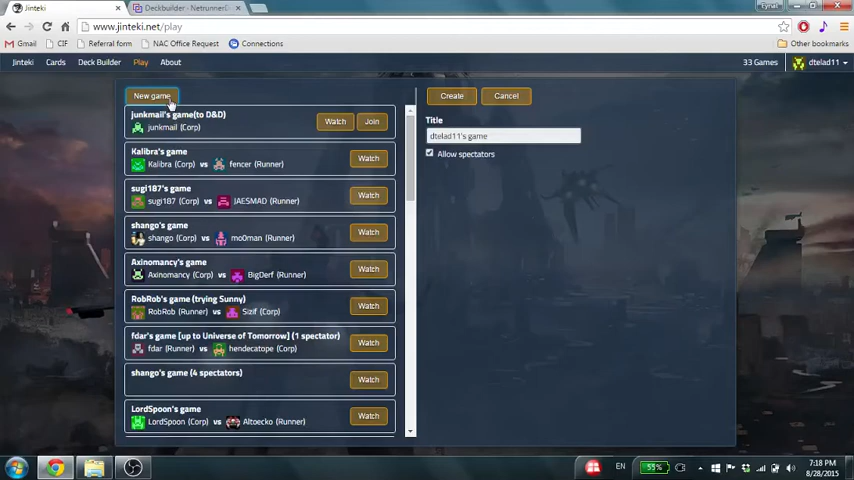 Jinteki
Deckbuilder - NetrunnerD
Eynat
www.jinteki.net/play
Gmail
CIF
Referral form
NAC Office Request
Connections
Other bookmarks
Jinteki
Cards
Deck Builder
Play
About
33 Games
dtelad11
New game
junkmail's game(to D&D)
junkmail (Corp)
Watch
Join
Kalibra's game
Kalibra (Corp) vs fencer (Runner)
Watch
sugi187's game
sugi187 (Corp) vs JAESMAD (Runner)
Watch
shango's game
shango (Corp) vs mo0man (Runner)
Watch
Axinomancy's game
Axinomancy (Corp) vs BigDerf (Runner)
Watch
RobRob's game (trying Sunny)
RobRob (Runner) vs Sizif (Corp)
Watch
fdar's game [up to Universe of Tomorrow] (1 spectator)
fdar (Runner) vs hendecatope (Corp)
Watch
shango's game (4 spectators)
Watch
LordSpoon's game
LordSpoon (Corp) vs Altoecko (Runner)
Watch
Create
Cancel
Title
dtelad11's game
Allow spectators
EN
55%
7:18 PM
8/28/2015